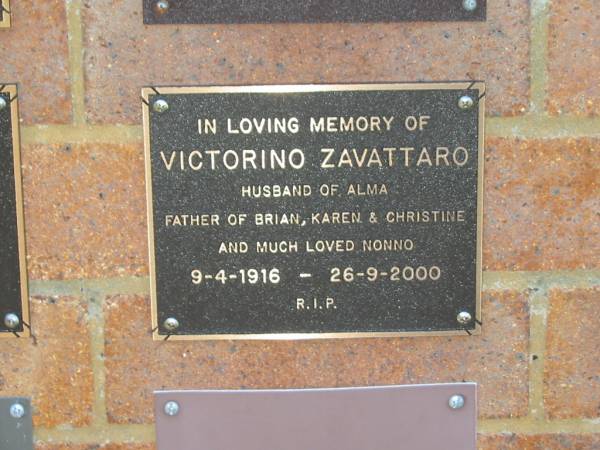 IN LOVING MEMORY OF
VICTORINO ZAVATTARO
HUSBAND OF ALMA
FATHER OF BRIAN, KAREN & CHRISTINE
AND MUCH LOVED NONNO
9-4-1916 - 26-9-2000
R.I.P.